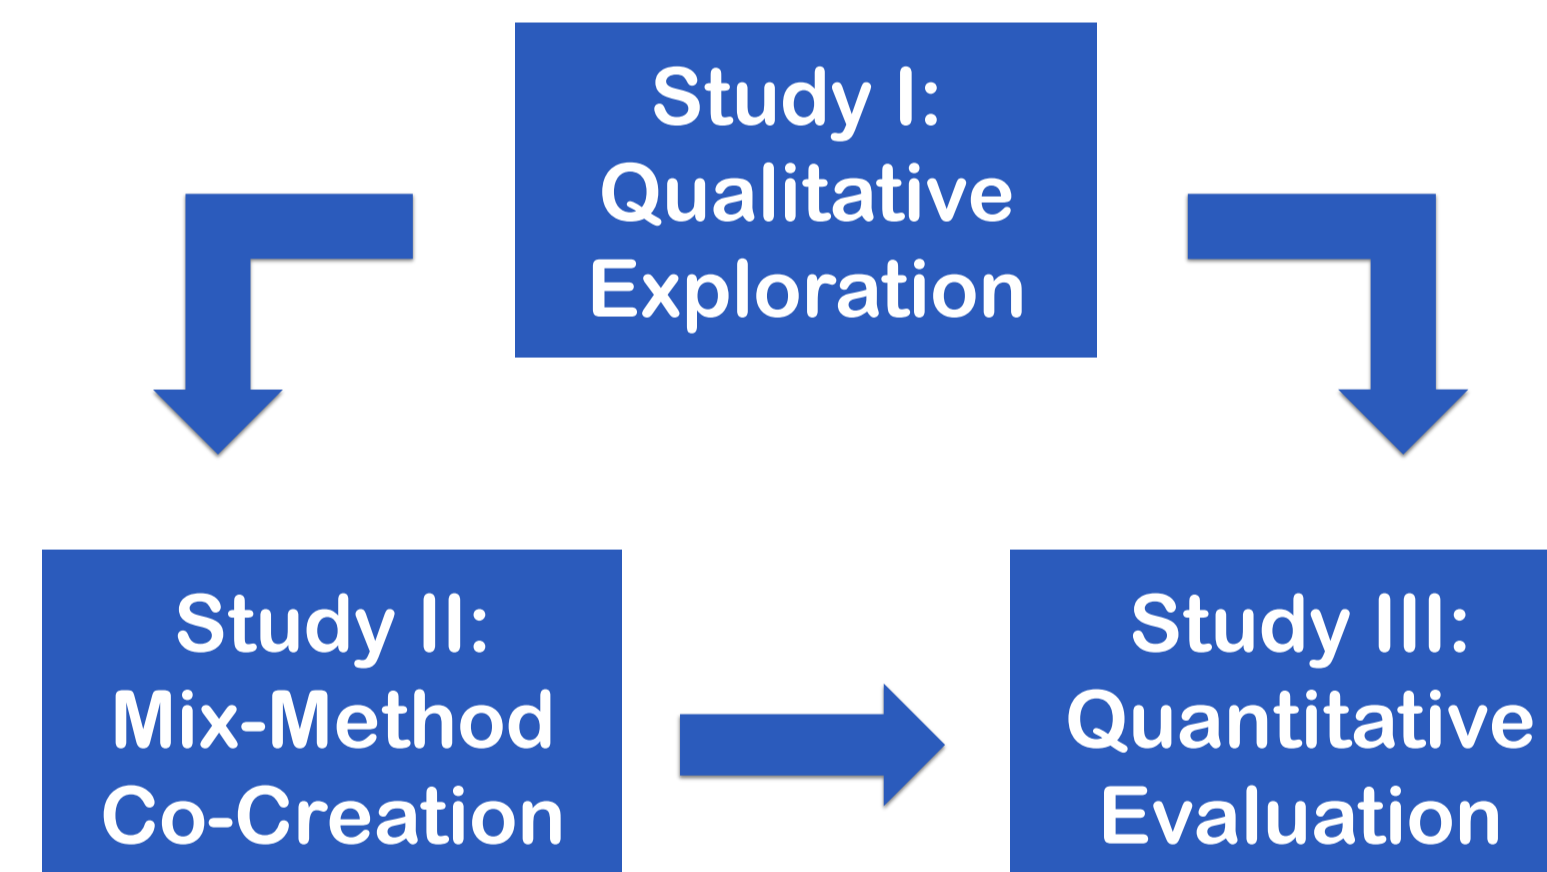 Study I:
Qualitative
Exploration
Study II:
Mix-Method
Co-Creation
Study III:
Quantitative
Evaluation